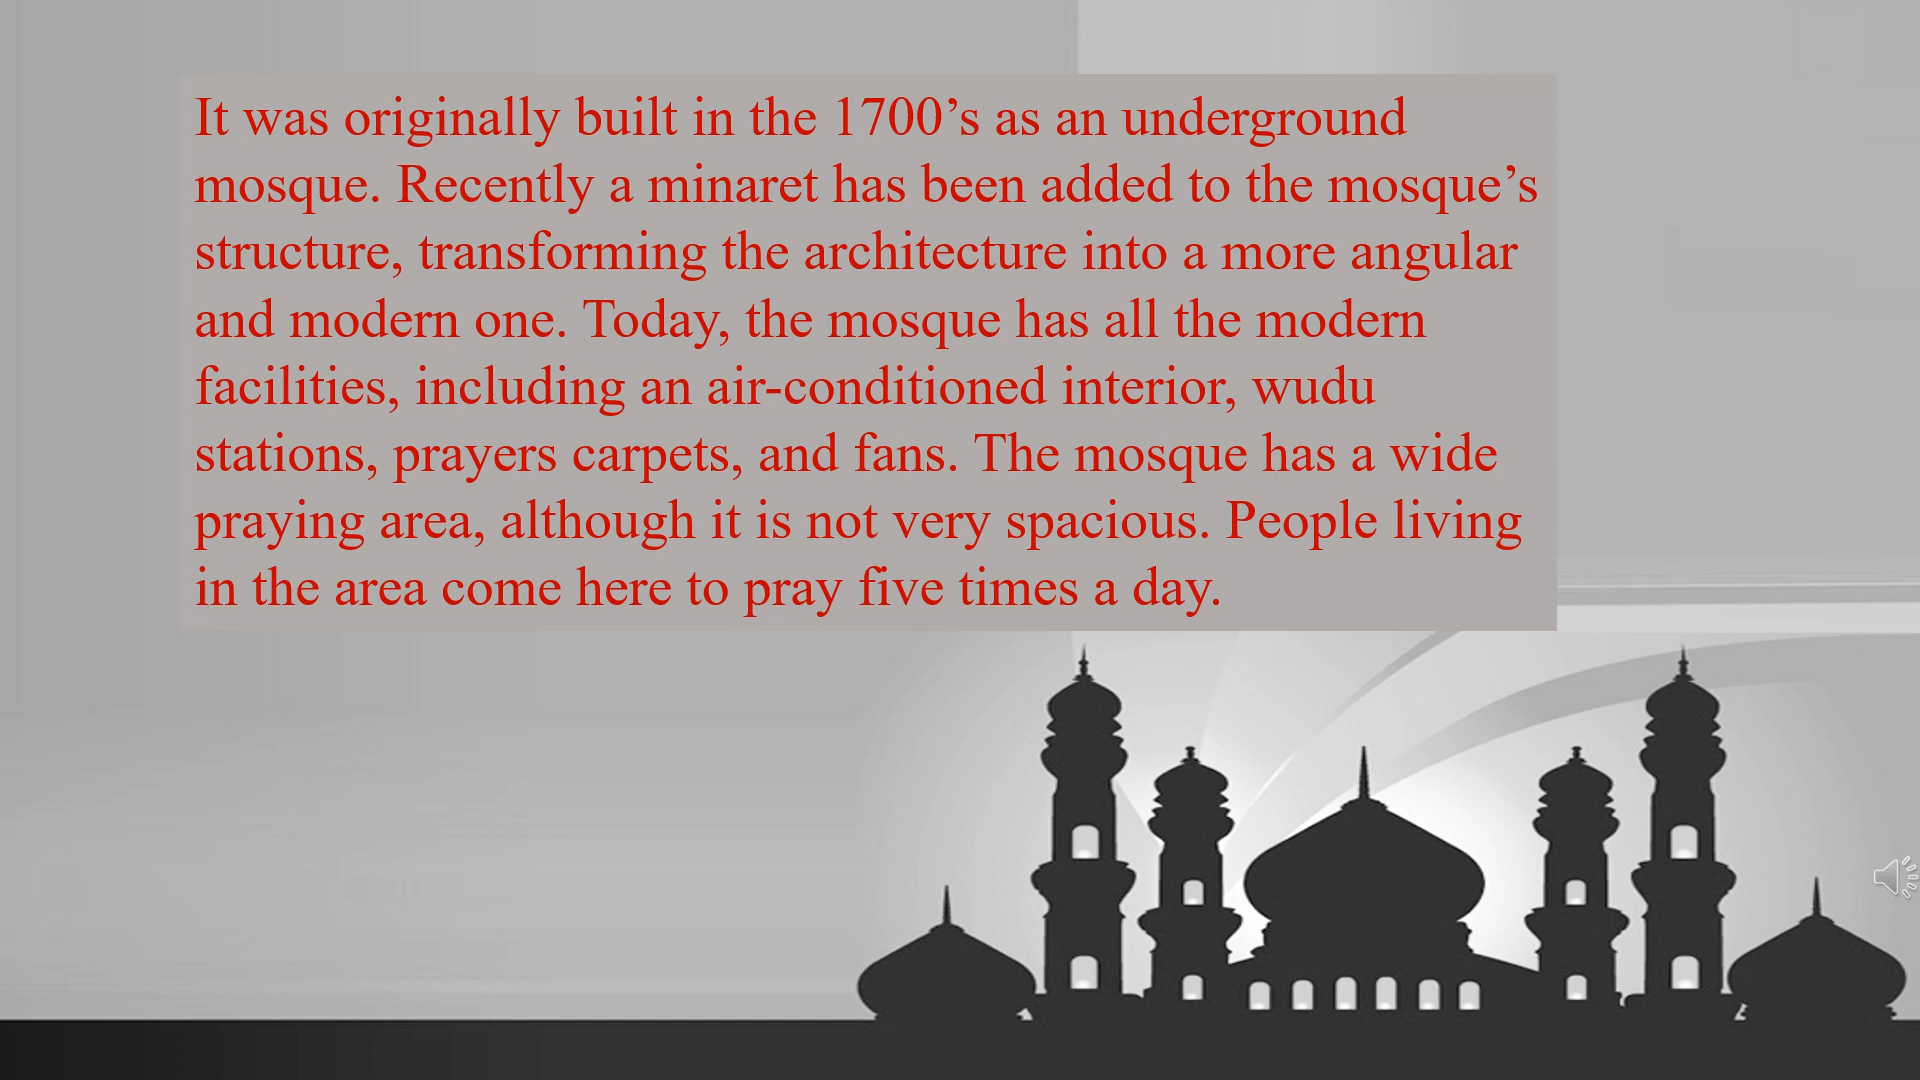 It was originally built in the 1700’s as an underground
mosque. Recently a minaret has been added to the mosque’s
structure, transforming the architecture into a more angular
and modern one. Today, the mosque has all the modern
facilities, including an air-conditioned interior, wudu
stations, prayers carpets, and fans. The mosque has a wide
praying area, although it is not very spacious. People living
in the area come here to pray five times a day.